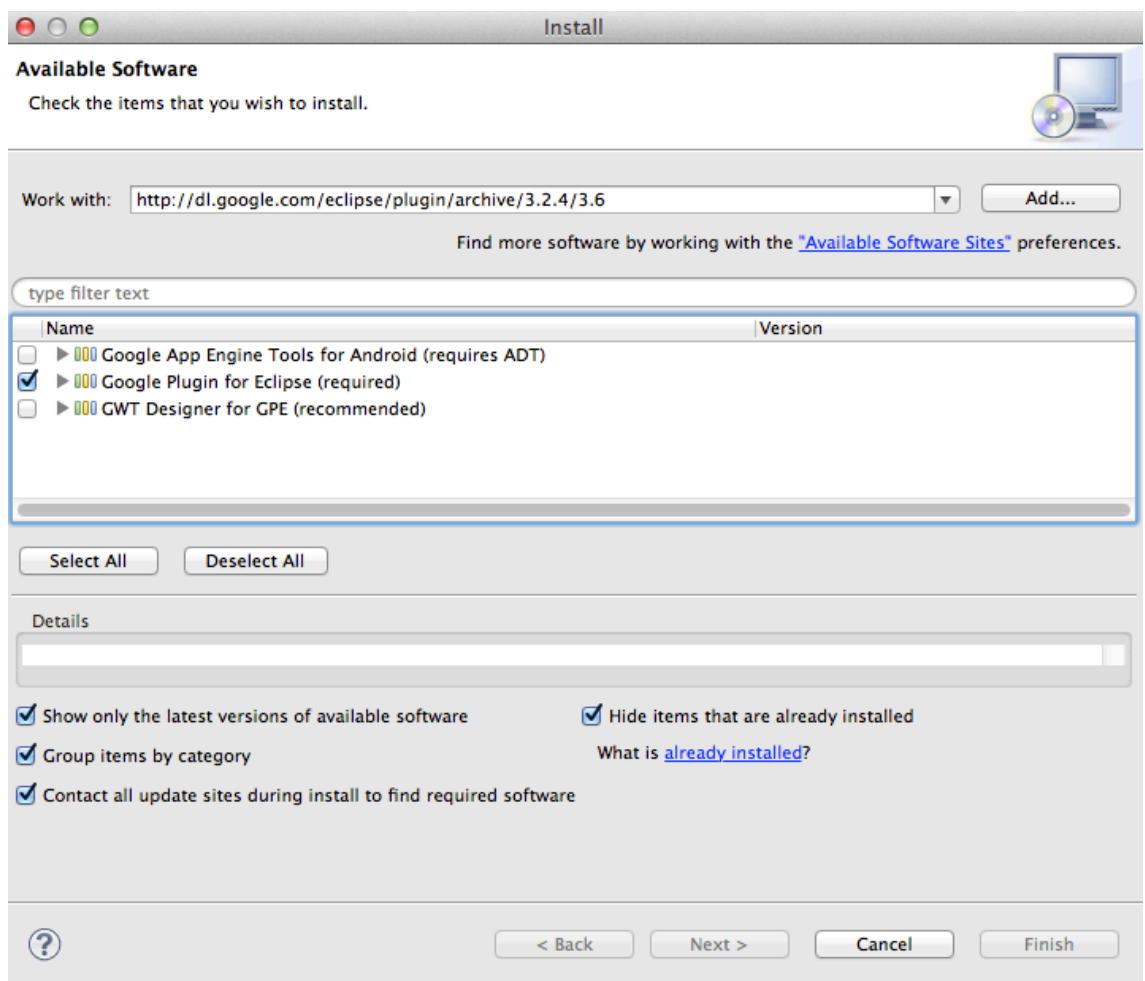 Install
Available Software
Check the items that you wish to install.
Work with: http://dl.google.com/eclipse/plugin/archive/3.2.4/3.6 Add...
Find more software by working with the "Available Software Sites" preferences.
type filter text
Name Version
Google App Engine Tools for Android (requires ADT)
Google Plugin for Eclipse (required)
GWT Designer for GPE (recommended)
Select All Deselect All
Details
Show only the latest versions of available software Hide items that are already installed
Group items by category What is already installed?
Contact all update sites during install to find required software
? < Back Next > Cancel Finish